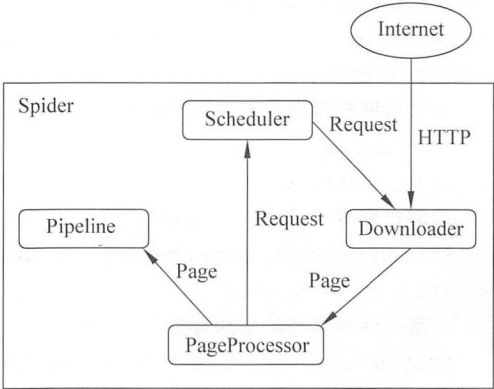 Internet
Spider
Scheduler
Request
HTTP
Pipeline
Request
Downloader
Page
Page
PageProcessor